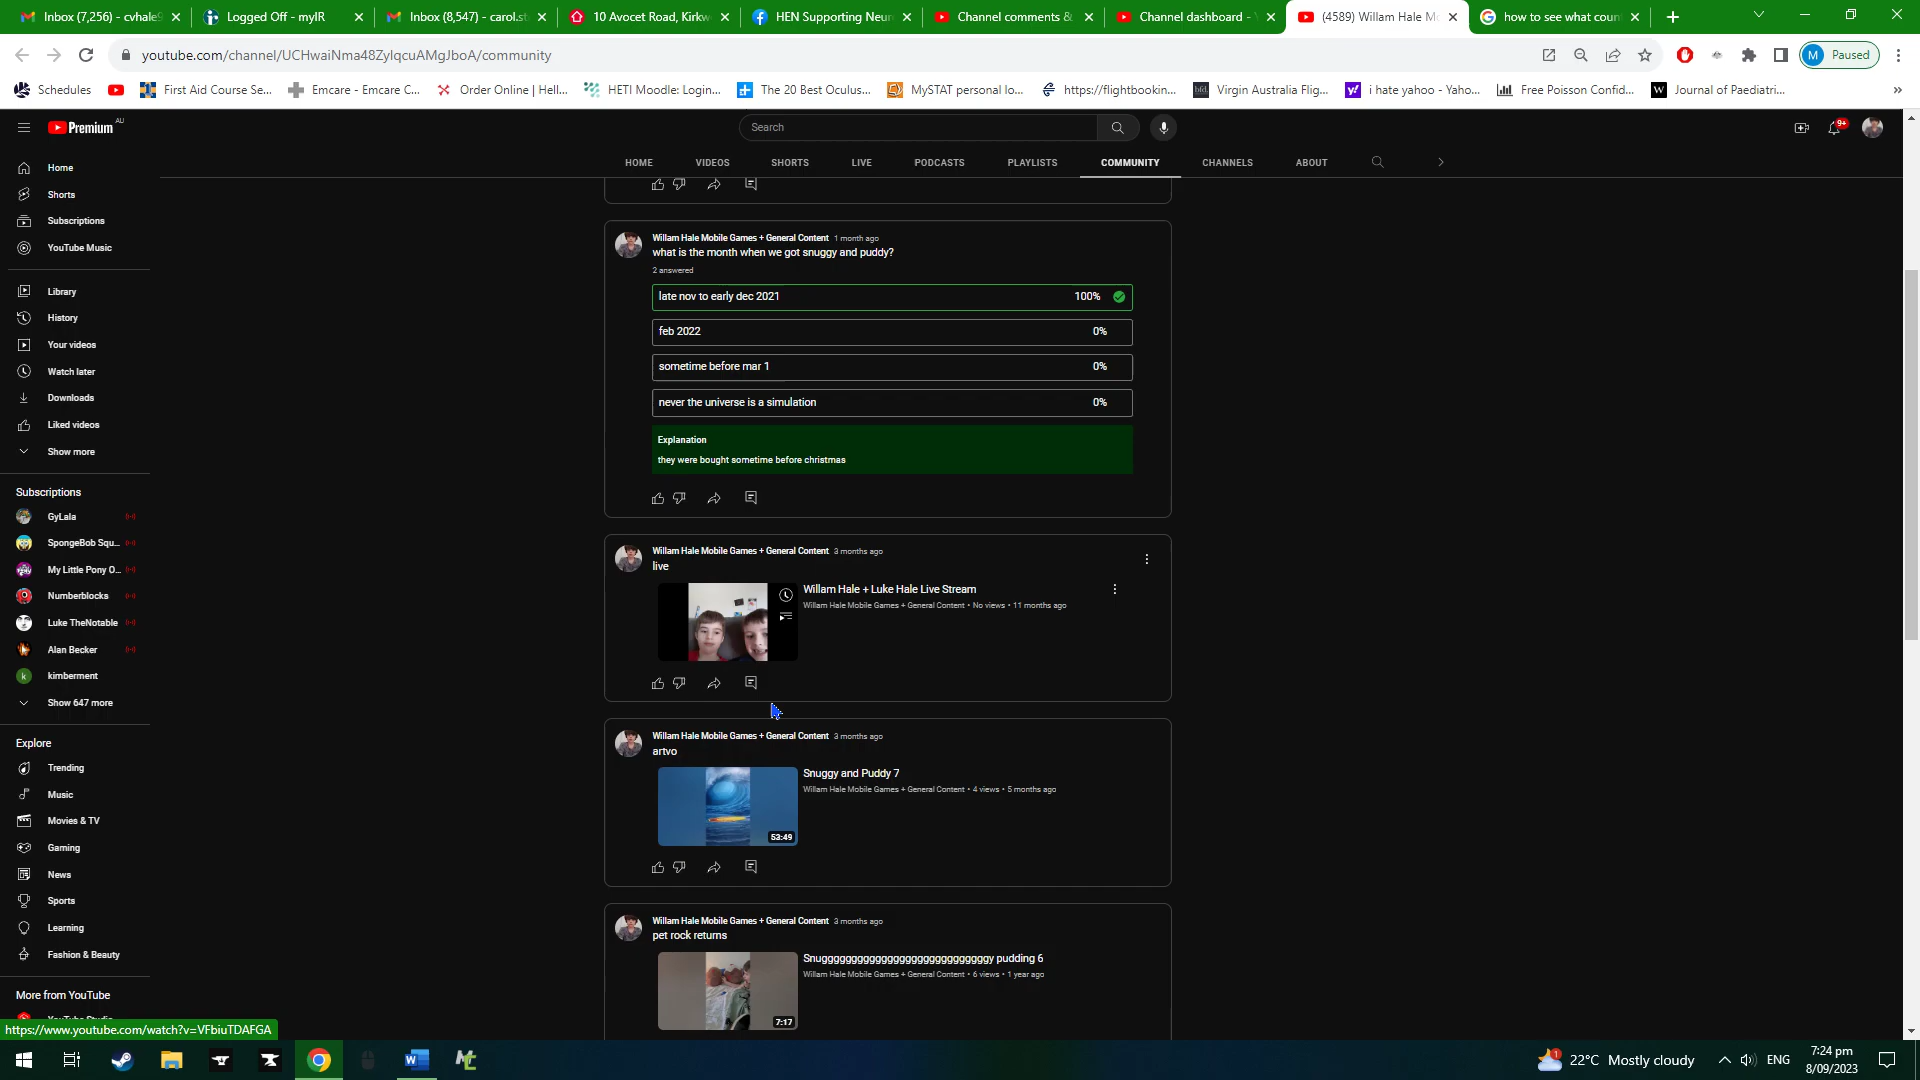 Inbox (7,256) - cvhale9
Logged Off - myIR
Inbox (8,547) - carol.st
10 Avocet Road, Kirkw
HEN Supporting Neur
Channel comments &
Channel dashboard - Y
(4589) Willam Hale Mo
how to see what coun
youtube.com/channel/UCHwaiNma48ZylqcuAMgJboA/community
M Paused
Schedules
First Aid Course Se...
Emcare - Emcare C...
Order Online | Hell...
HETI Moodle: Login...
The 20 Best Oculus...
MySTAT personal lo...
https://flightbookin...
Virgin Australia Flig...
i hate yahoo - Yaho...
Free Poisson Confid...
Journal of Paediatri...
Premium AU
Search
9+
HOME VIDEOS SHORTS LIVE PODCASTS PLAYLISTS COMMUNITY CHANNELS ABOUT
Home
Shorts
Subscriptions
YouTube Music
Library
History
Your videos
Watch later
Downloads
Liked videos
Show more
Subscriptions
GyLala
SpongeBob Squ...
My Little Pony O...
Numberblocks
Luke TheNotable
Alan Becker
k kimberment
Show 647 more
Explore
Trending
Music
Movies & TV
Gaming
News
Sports
Learning
Fashion & Beauty
More from YouTube
Willam Hale Mobile Games + General Content 1 month ago
what is the month when we got snuggy and puddy?
2 answered
late nov to early dec 2021 100%
feb 2022 0%
sometime before mar 1 0%
never the universe is a simulation 0%
Explanation
they were bought sometime before christmas
Willam Hale Mobile Games + General Content 3 months ago
live
Willam Hale + Luke Hale Live Stream
Willam Hale Mobile Games + General Content • No views • 11 months ago
Willam Hale Mobile Games + General Content 3 months ago
artvo
Snuggy and Puddy 7
Willam Hale Mobile Games + General Content • 4 views • 5 months ago
53:49
Willam Hale Mobile Games + General Content 3 months ago
pet rock returns
Snuggggggggggggggggggggggggggggy pudding 6
Willam Hale Mobile Games + General Content • 6 views • 1 year ago
7:17
https://www.youtube.com/watch?v=VFbiuTDAFGA
1
22°C Mostly cloudy
ENG
7:24 pm
8/09/2023